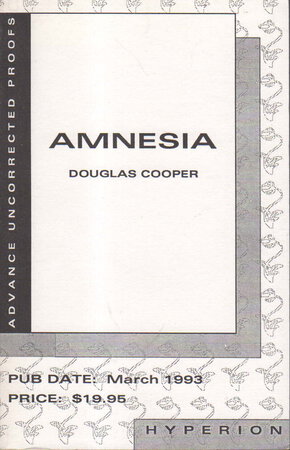 ADVANCE UNCORRECTED PROOFS
AMNESIA
DOUGLAS COOPER
PUB DATE: March 1993
PRICE: $19.95
HYPERION